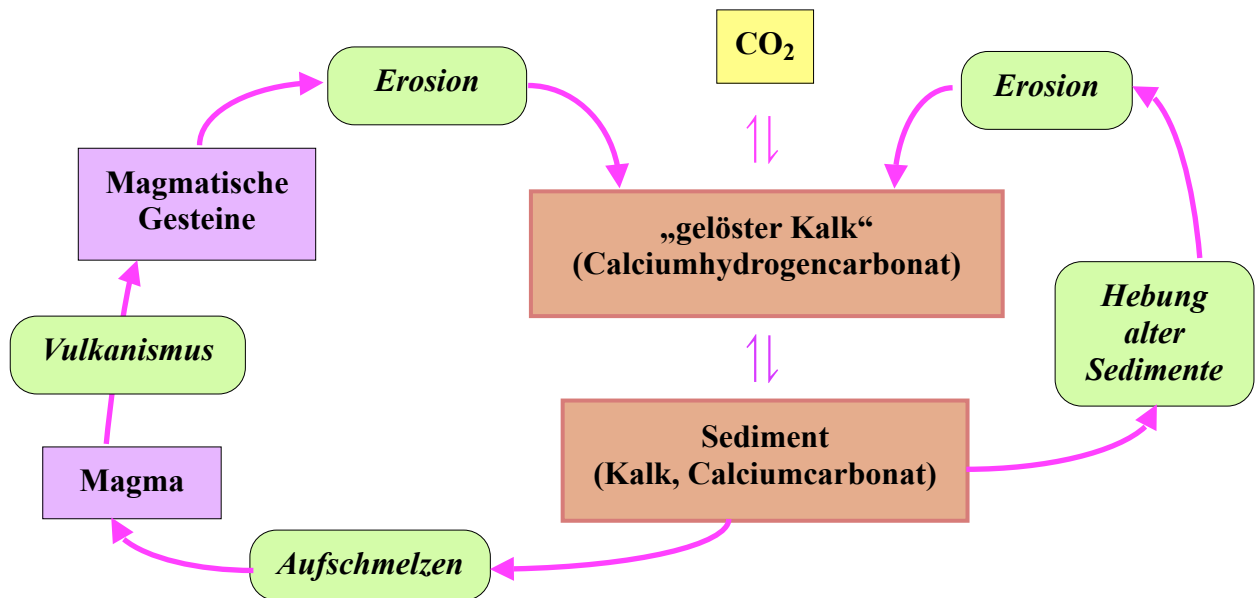 CO₂
Erosion
Erosion
Magmatische
Gesteine
„gelöster Kalk“
(Calciumhydrogencarbonat)
Hebung
alter
Sedimente
Vulkanismus
Sediment
(Kalk, Calciumcarbonat)
Magma
Aufschmelzen